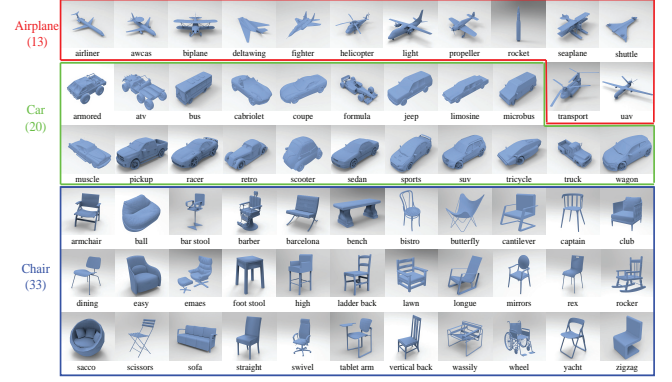 Airplane
(13)
airliner awcas biplane deltawing fighter helicopter light propeller rocket seaplane shuttle
Car
(20)
armored atv bus cabriolet coupe formula jeep limosine microbus transport uav
muscle pickup racer retro scooter sedan sports suv tricycle truck wagon
Chair
(33)
armchair ball bar stool barber barcelona bench bistro butterfly cantilever captain club
dining easy emaes foot stool high ladder back lawn longue mirrors rex rocker
sacco scissors sofa straight swivel tablet arm vertical back wassily wheel yacht zigzag